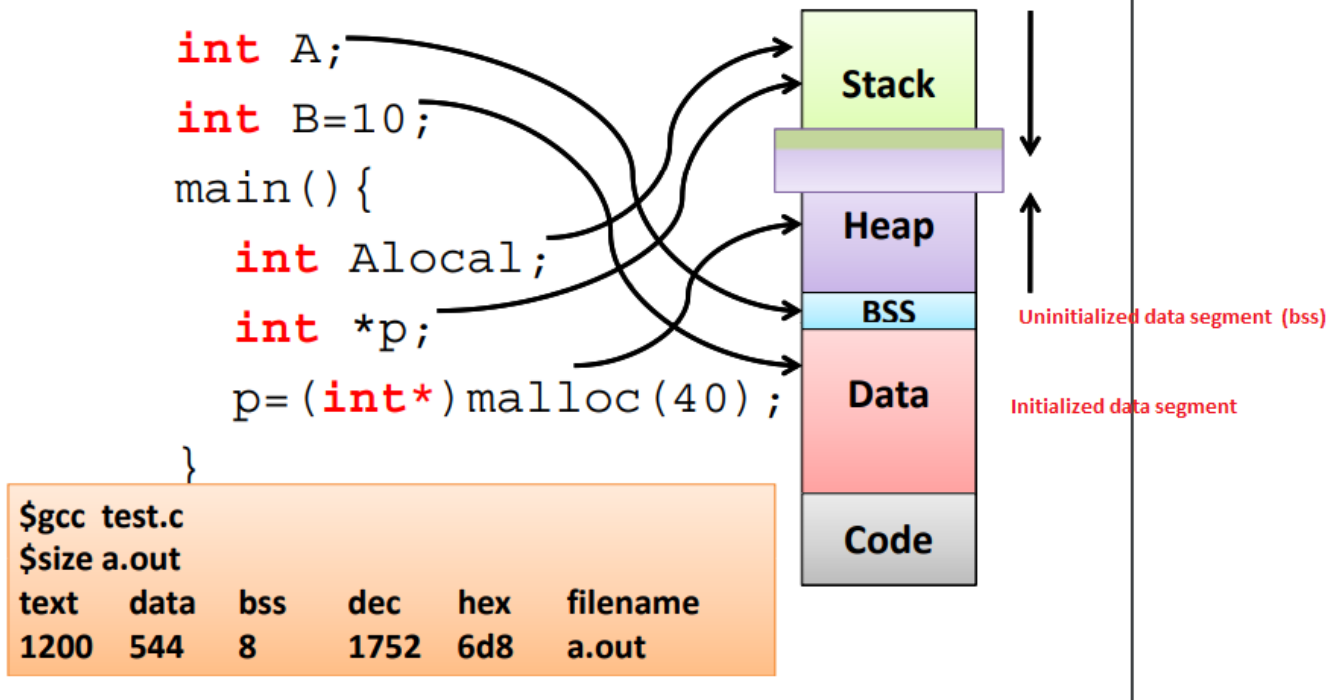 int A;
int B=10;
main(){
int Alocal;
int *p;
p=(int*)malloc(40);
}
Stack
Heap
BSS
Data
Code
Uninitialized data segment (bss)
Initialized data segment
$gcc test.c
$size a.out
text data bss dec hex filename
1200 544 8 1752 6d8 a.out